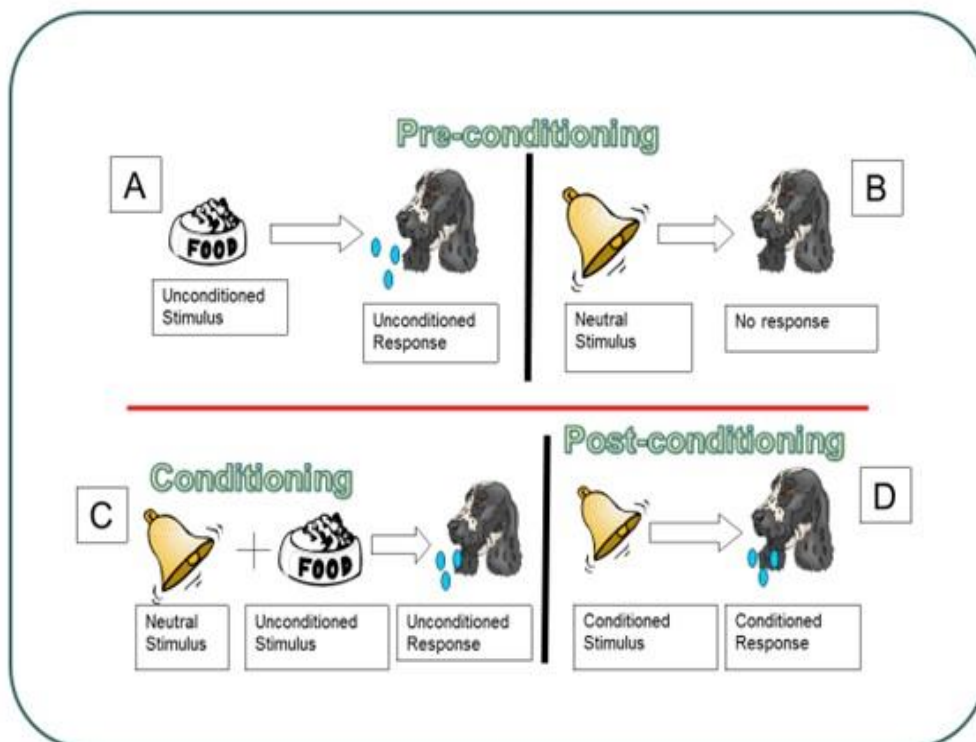 Pre-conditioning
A
FOOD
Unconditioned
Stimulus
Unconditioned
Response
B
Neutral
Stimulus
No response
Conditioning
C
FOOD
Neutral
Stimulus
Unconditioned
Stimulus
Unconditioned
Response
Post-conditioning
D
Conditioned
Stimulus
Conditioned
Response